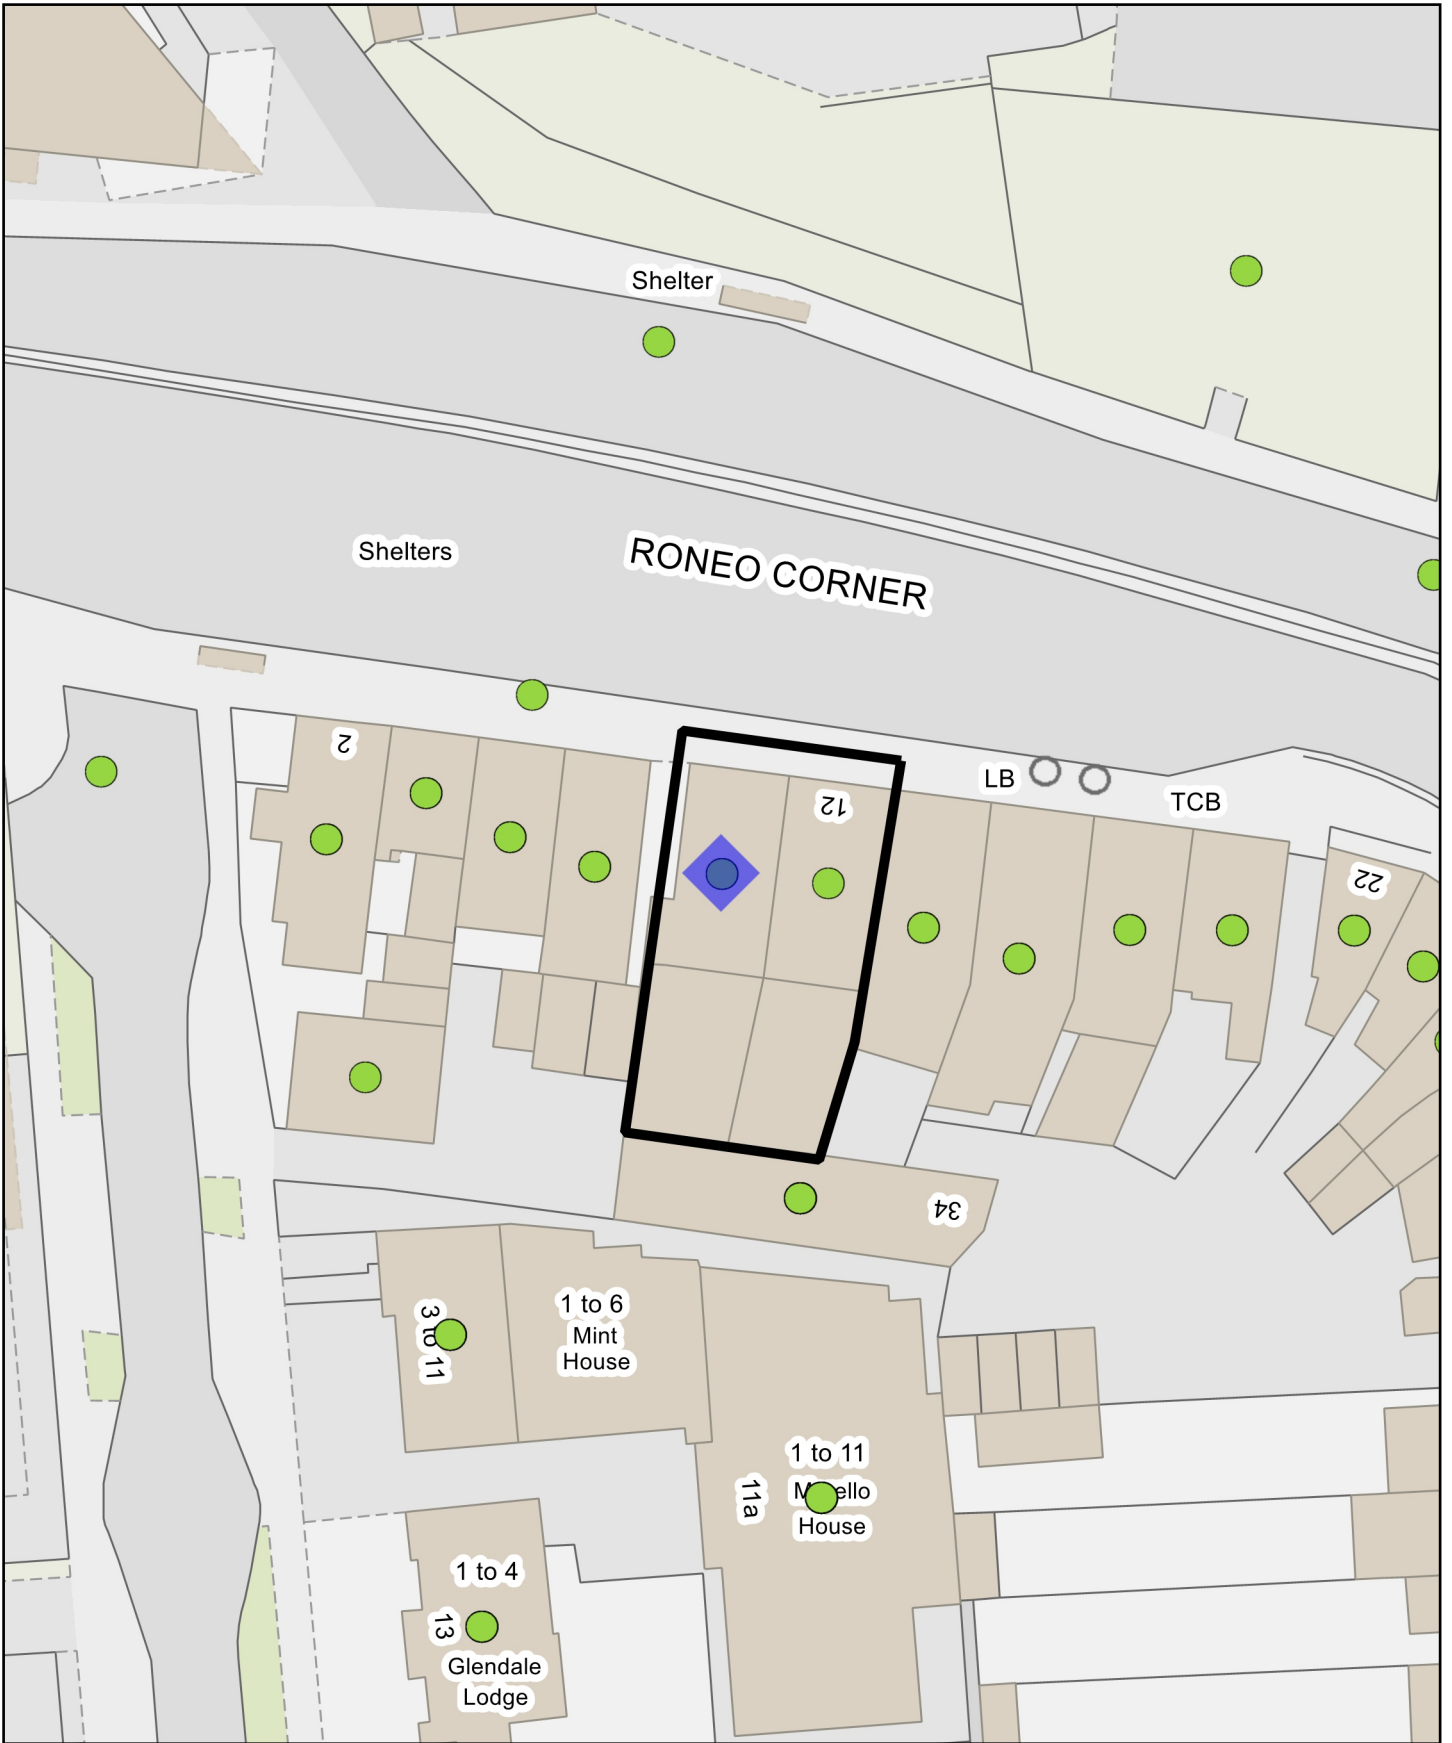 Shelter
Shelters
RONEO CORNER
2
12
LB
TCB
22
34
3 to 11
1 to 6
Mint
House
1 to 11
House
11a
1 to 4
13
Glendale
Lodge